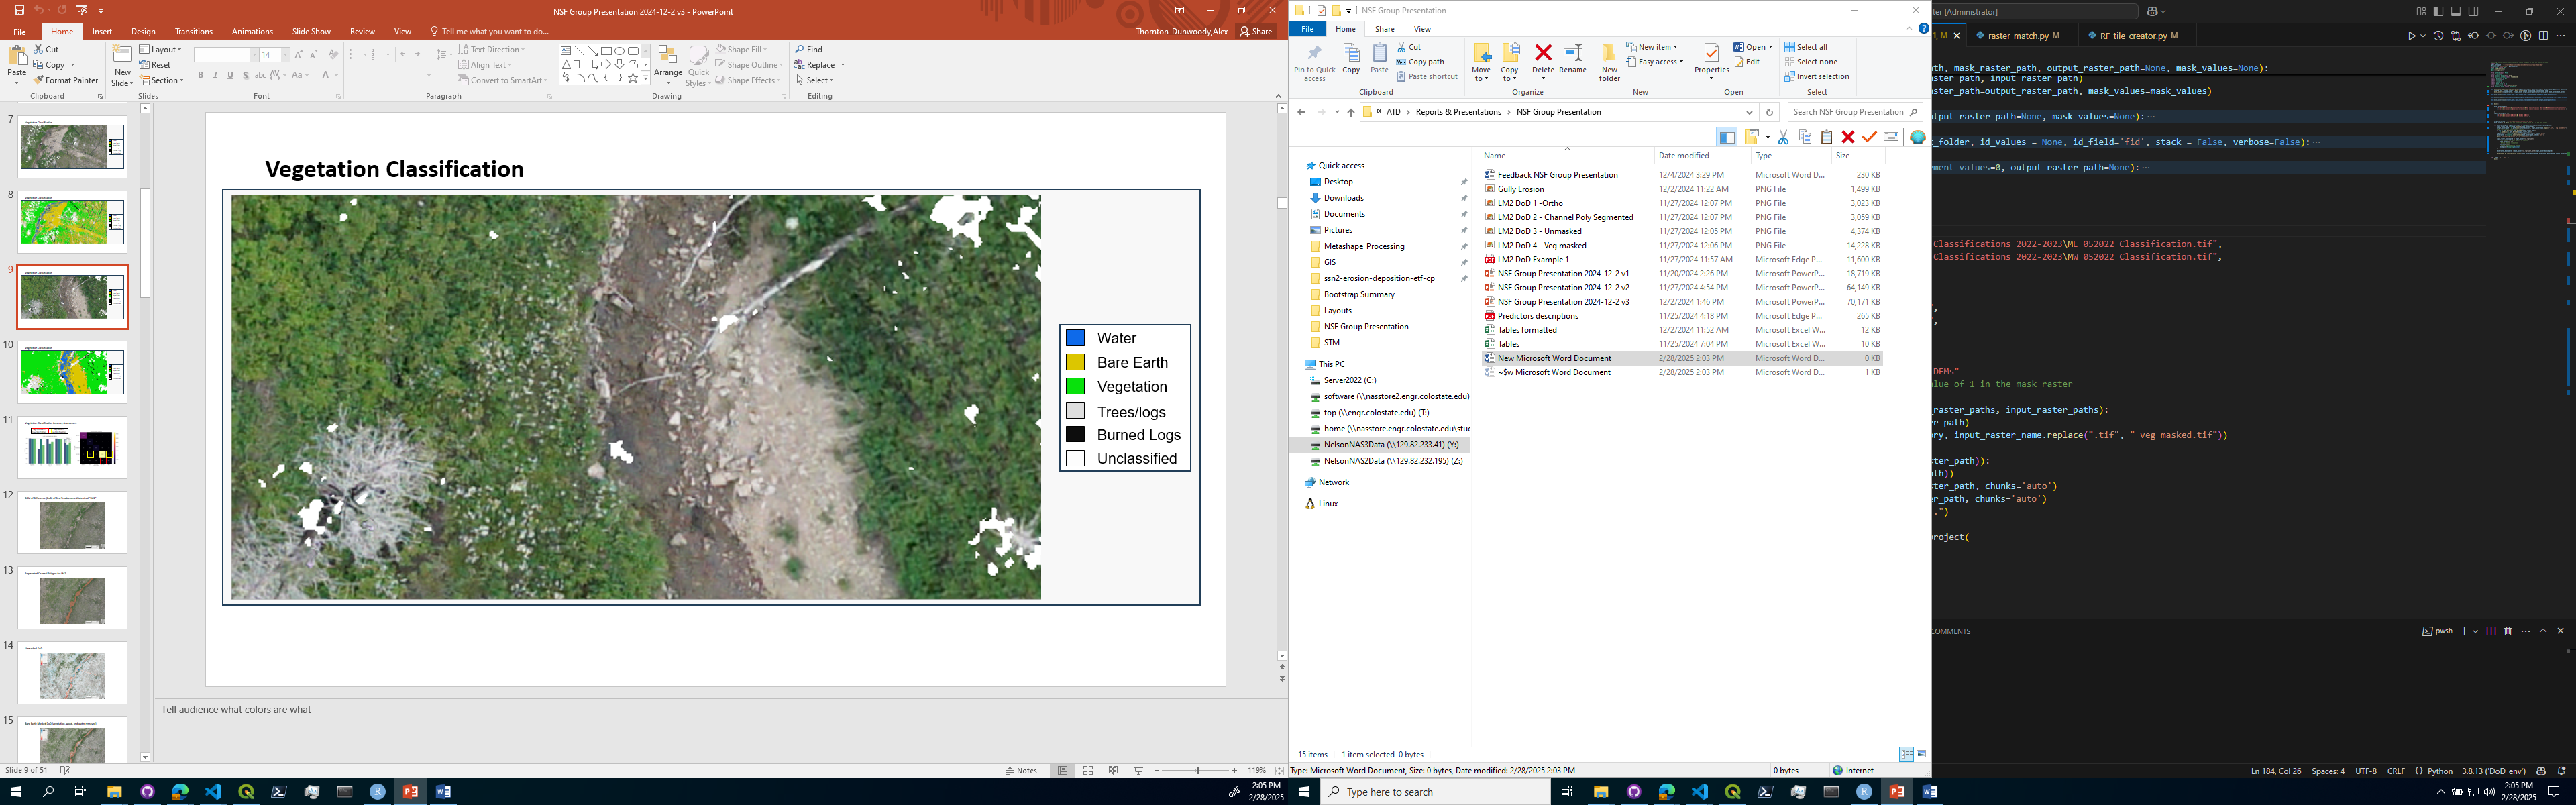 NSF Group Presentation 2024-12-2 v3 - PowerPoint
File Home Insert Design Transitions Animations Slide Show Review View Tell me what you want to do... Thornton-Dunwoody,Alex Share
Paste Cut Copy Format Painter
Clipboard
New Slide Layout Reset Section
Slides
14
B I U S abc AV Aa A
Font
Text Direction Align Text Convert to SmartArt
Paragraph
Arrange Quick Styles Shape Fill Shape Outline Shape Effects
Drawing
Find Replace Select
Editing
7
8
9
10
11
12
13
14
15
Vegetation Classification
Water
Bare Earth
Vegetation
Trees/logs
Burned Logs
Unclassified
Tell audience what colors are what
Slide 9 of 51 Notes 119%
2:05 PM
2/28/2025
NSF Group Presentation
File Home Share View
Pin to Quick access Copy Paste Cut Copy path Paste shortcut
Clipboard
Move to Copy to Delete Rename
Organize
New folder New item Easy access
New
Properties Open Edit
Open
Select all Select none Invert selection
Select
ATD Reports & Presentations NSF Group Presentation
Search NSF Group Presentation
Quick access
Desktop
Downloads
Documents
Pictures
Metashape_Processing
GIS
ssn2-erosion-deposition-etf-cp
Bootstrap Summary
Layouts
NSF Group Presentation
STM
This PC
Server2022 (C:)
software (\\nasstore2.engr.colostate.edu)
top (\\engr.colostate.edu) (T:)
home (\\nasstore.engr.colostate.edu\stuc
NelsonNAS3Data (\\129.82.233.41) (Y:)
NelsonNAS2Data (\\129.82.232.195) (Z:)
Network
Linux
Name Date modified Type Size
Feedback NSF Group Presentation 12/4/2024 3:29 PM Microsoft Word D... 230 KB
Gully Erosion 12/2/2024 11:22 AM PNG File 1,499 KB
LM2 DoD 1 -Ortho 11/27/2024 12:07 PM PNG File 3,023 KB
LM2 DoD 2 - Channel Poly Segmented 11/27/2024 12:07 PM PNG File 3,059 KB
LM2 DoD 3 - Unmasked 11/27/2024 12:05 PM PNG File 4,374 KB
LM2 DoD 4 - Veg masked 11/27/2024 12:06 PM PNG File 14,228 KB
LM2 DoD Example 1 11/27/2024 11:57 AM Microsoft Edge P... 11,600 KB
NSF Group Presentation 2024-12-2 v1 11/20/2024 2:26 PM Microsoft PowerP... 18,719 KB
NSF Group Presentation 2024-12-2 v2 11/27/2024 4:54 PM Microsoft PowerP... 64,149 KB
NSF Group Presentation 2024-12-2 v3 12/2/2024 1:46 PM Microsoft PowerP... 70,171 KB
Predictors descriptions 11/25/2024 4:18 PM Microsoft Edge P... 265 KB
Tables formatted 12/2/2024 11:52 AM Microsoft Excel W... 12 KB
Tables 11/25/2024 7:04 PM Microsoft Excel W... 10 KB
New Microsoft Word Document 2/28/2025 2:03 PM Microsoft Word D... 0 KB
~$w Microsoft Word Document 2/28/2025 2:03 PM Microsoft Word D... 1 KB
15 items 1 item selected 0 bytes
Type: Microsoft Word Document, Size: 0 bytes, Date modified: 2/28/2025 2:03 PM 0 bytes Internet
Type here to search
ter [Administrator]
1, M raster_match.py M RF_tile_creator.py M
th, mask_raster_path, output_raster_path=None, mask_values=None):
ster_path, input_raster_path)
ster_path=output_raster_path, mask_values=mask_values)
tput_raster_path=None, mask_values=None):
_folder, id_values = None, id_field='fid', stack = False, verbose=False):
ement_values=0, output_raster_path=None):
Classifications 2022-2023\ME 052022 Classification.tif",
Classifications 2022-2023\MW 052022 Classification.tif",
DEMs"
alue of 1 in the mask raster
raster_paths, input_raster_paths):
r_path)
ory, input_raster_name.replace(".tif", " veg masked.tif"))
ster_path)):
ath))
ster_path, chunks='auto')
er_path, chunks='auto')
.")
project(
COMMENTS pwsh
Ln 184, Col 26 Spaces: 4 UTF-8 CRLF Python 3.8.13 ('DoD_env')
2:05 PM
2/28/2025